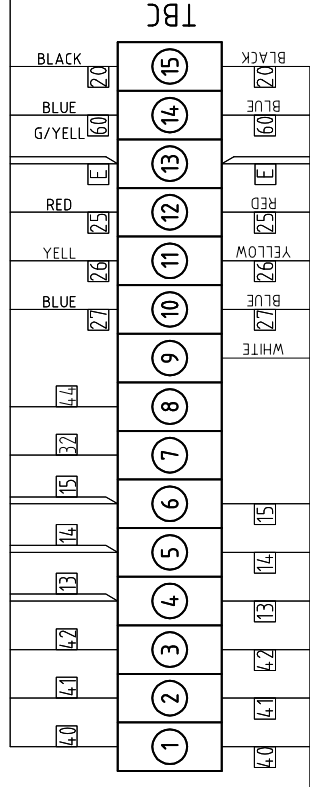 TBC
BLACK 20 15 BLACK 20
BLUE 60 14 BLUE 60
G/YELL E 13 E
RED 25 12 RED 25
YELL 26 11 YELLOW 26
BLUE 27 10 BLUE 27
9 WHITE
44 8
32 7
15 6 15
14 5 14
13 4 13
42 3 42
41 2 41
40 1 40